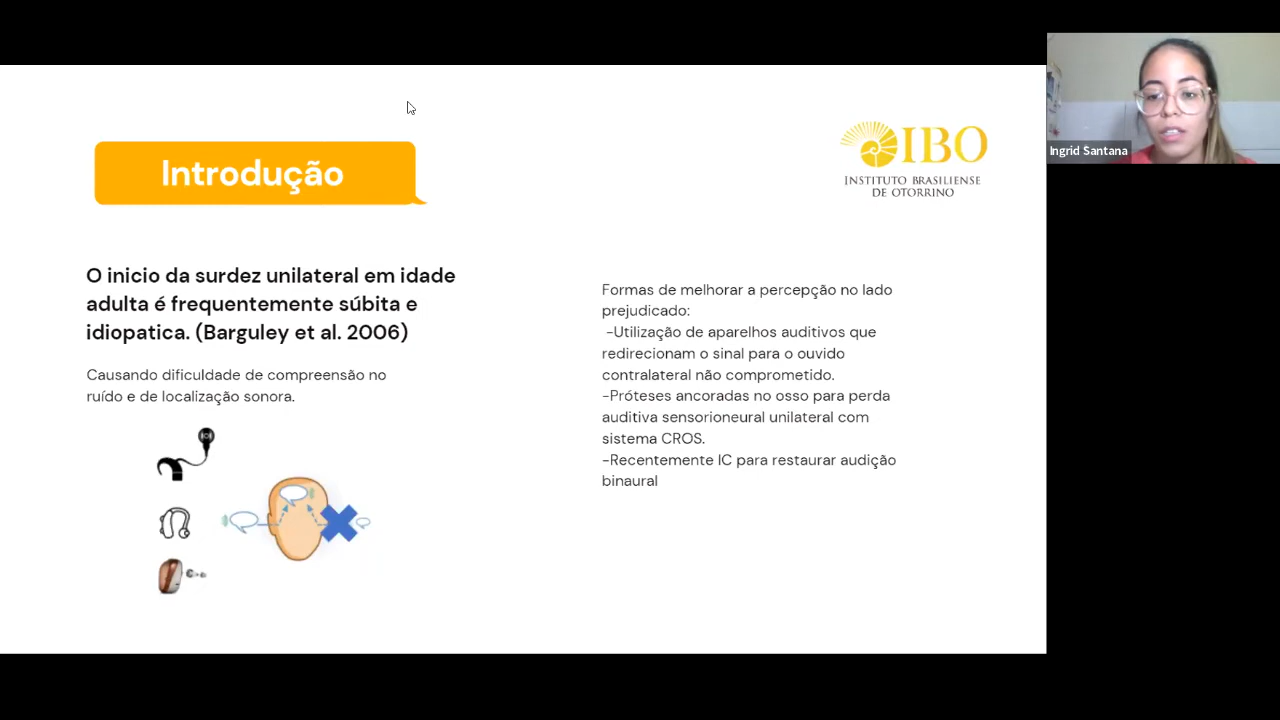 Introdução
IBO
INSTITUTO BRASILIENSE
DE OTORRINO
Ingrid Santana
O inicio da surdez unilateral em idade
adulta é frequentemente súbita e
idiopatica. (Barguley et al. 2006)
Causando dificuldade de compreensão no
ruído e de localização sonora.
Formas de melhorar a percepção no lado
prejudicado:
-Utilização de aparelhos auditivos que
redirecionam o sinal para o ouvido
contralateral não comprometido.
-Próteses ancoradas no osso para perda
auditiva sensorioneural unilateral com
sistema CROS.
-Recentemente IC para restaurar audição
binaural